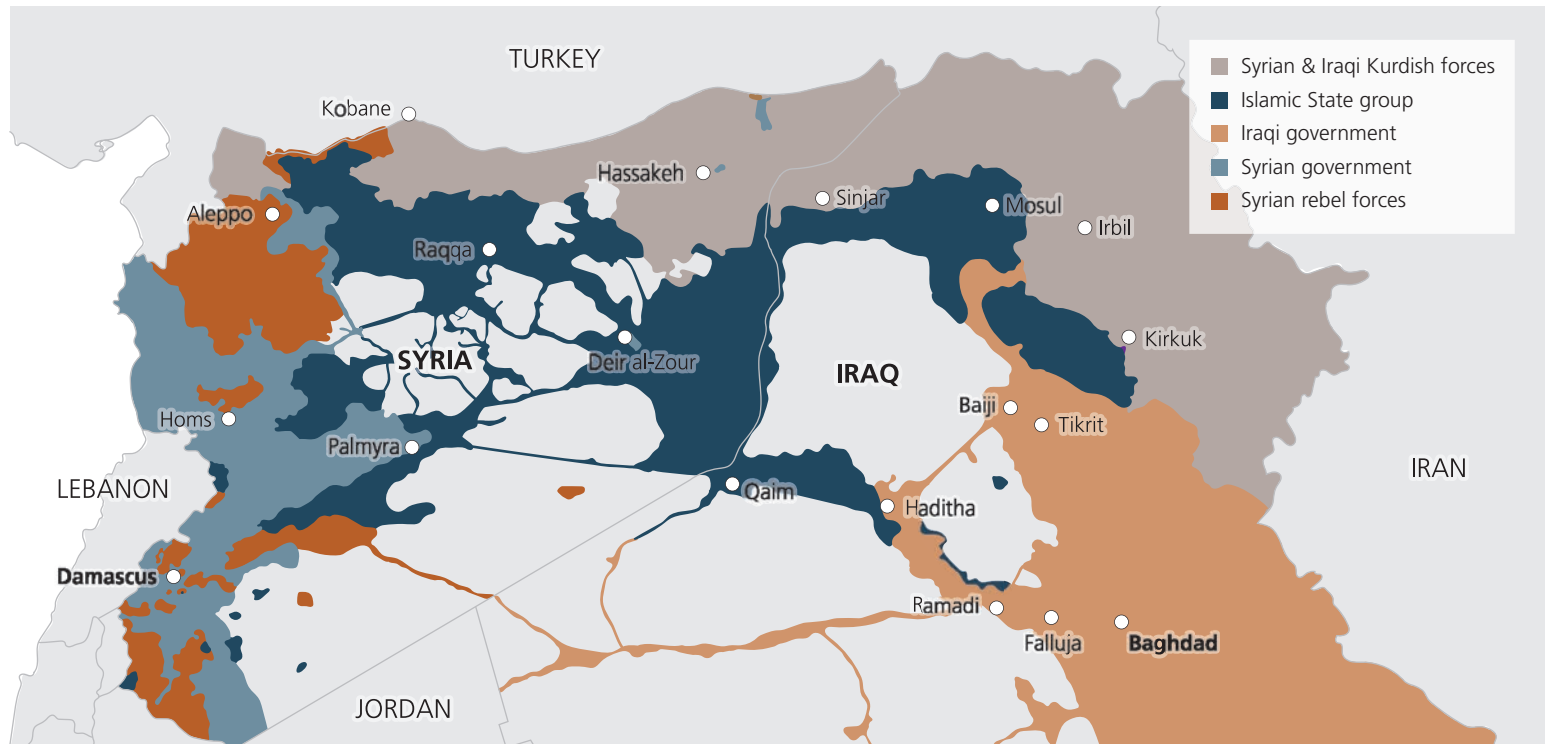 TURKEY
Syrian & Iraqi Kurdish forces
Islamic State group
Iraqi government
Syrian government
Syrian rebel forces
Kobane
Hassakeh
Sinjar
Mosul
Aleppo
Irbil
Raqqa
Kirkuk
SYRIA
Deir al-Zour
IRAQ
Baiji
Homs
Tikrit
Palmyra
IRAN
LEBANON
Qaim
Haditha
Damascus
Ramadi
Falluja
Baghdad
JORDAN